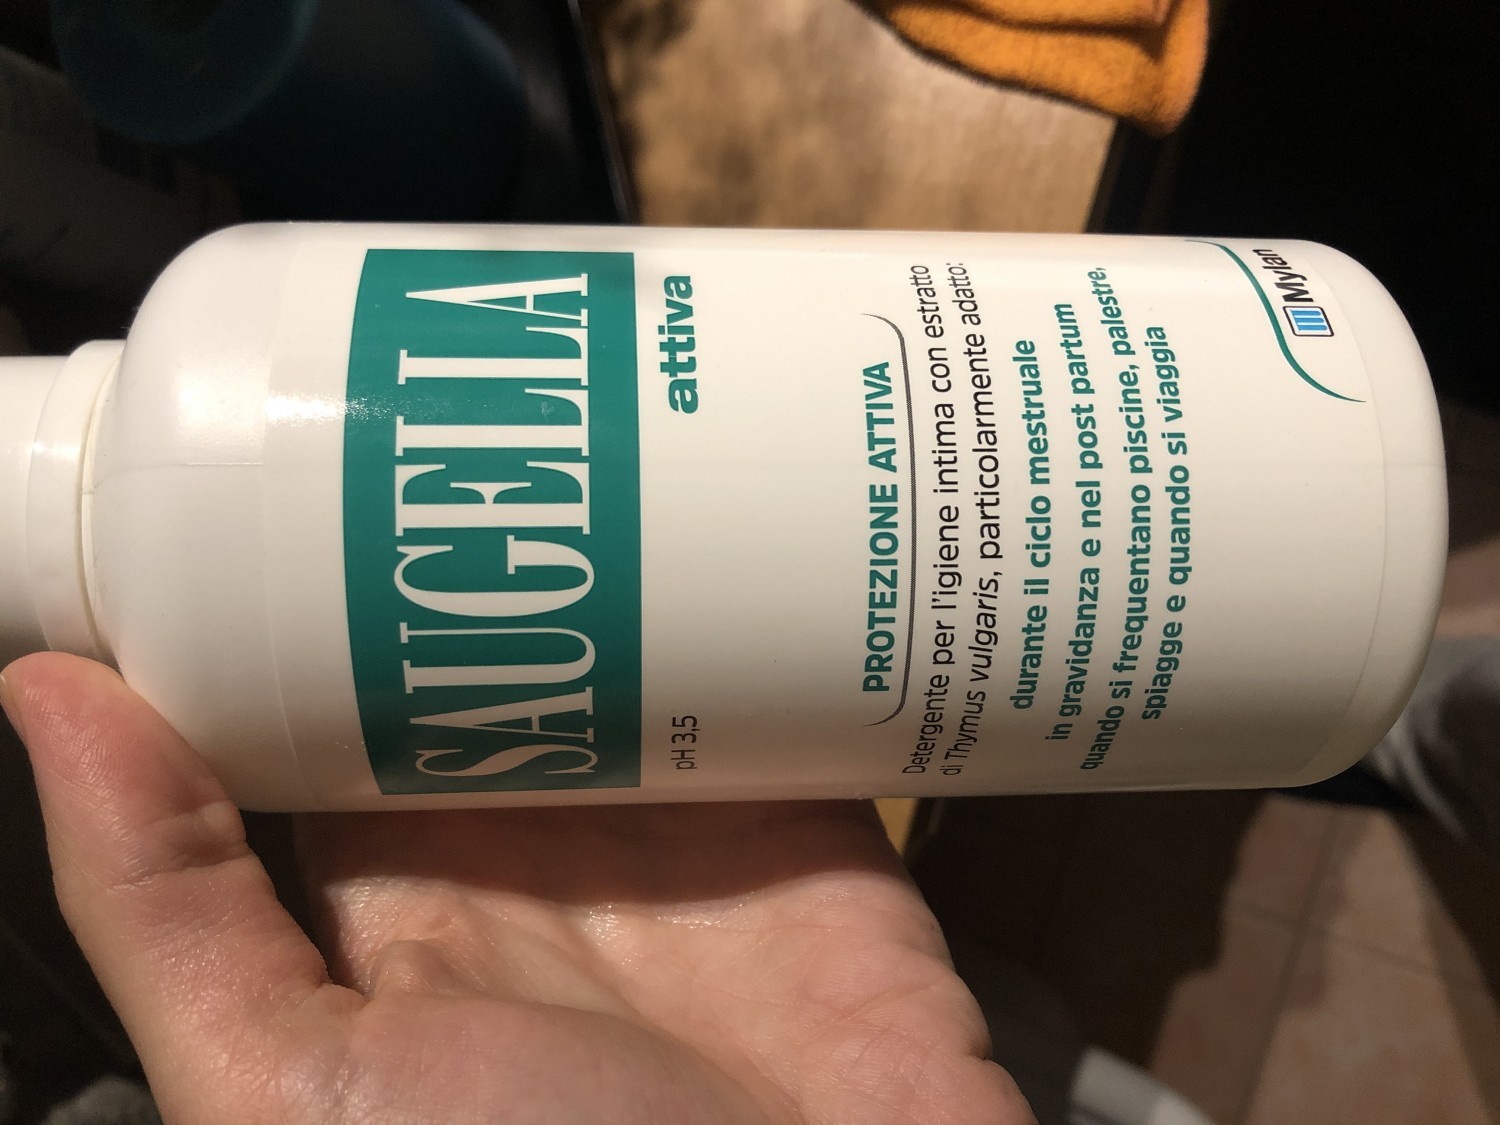 SAUGELLA
attiva
pH 3,5
PROTEZIONE ATTIVA
Detergente per l'igiene intima con estratto
di Thymus vulgaris, particolarmente adatto:
durante il ciclo mestruale
in gravidanza e nel post partum
quando si frequentano piscine, palestre,
spiagge e quando si viaggia
Mylan